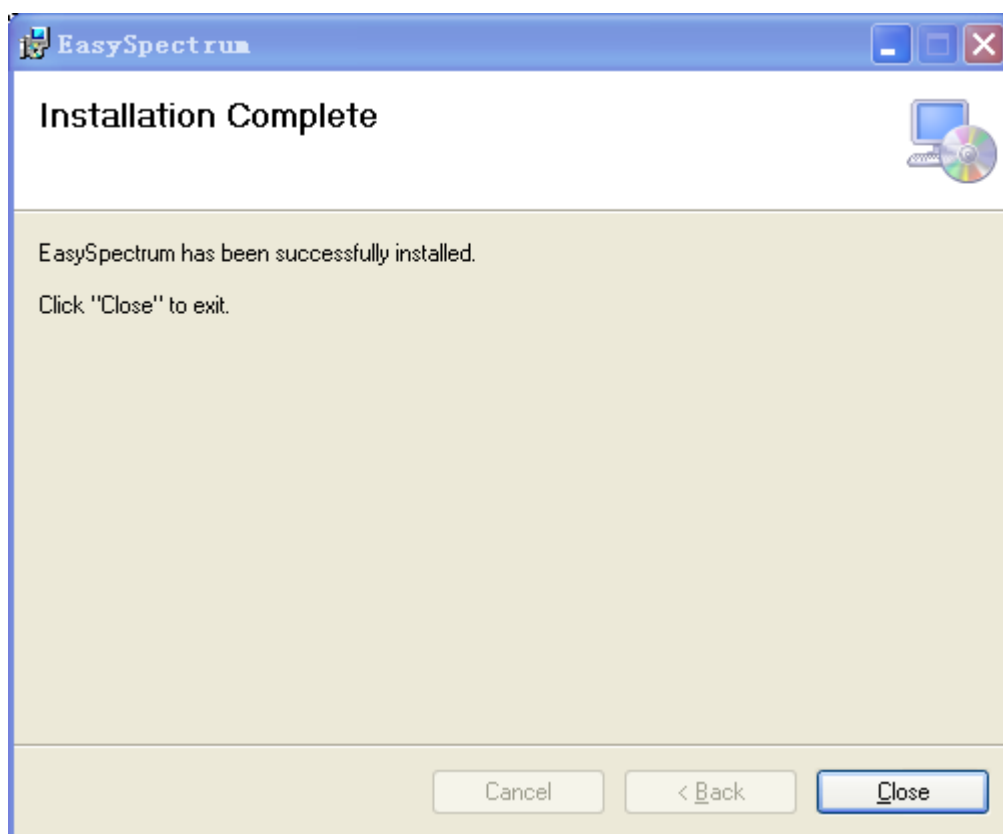 EasySpectrum
Installation Complete
EasySpectrum has been successfully installed.
Click "Close" to exit.
Cancel
< Back
Close